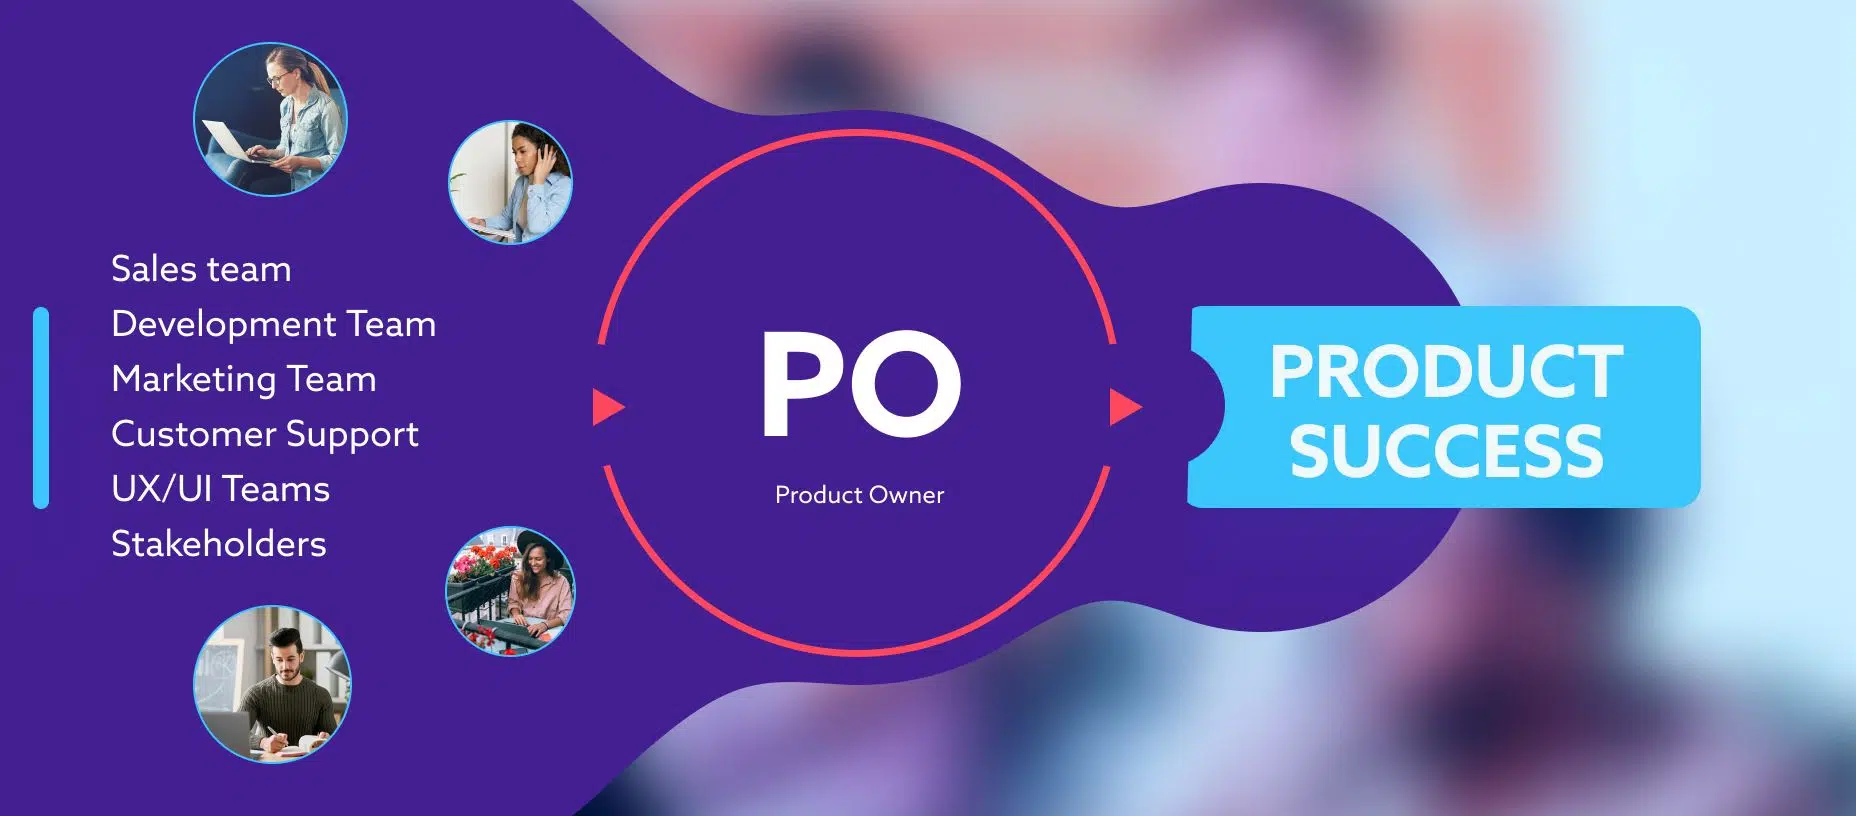 Sales team
Development Team
Marketing Team
Customer Support
UX/UI Teams
Stakeholders
PO
Product Owner
PRODUCT
SUCCESS